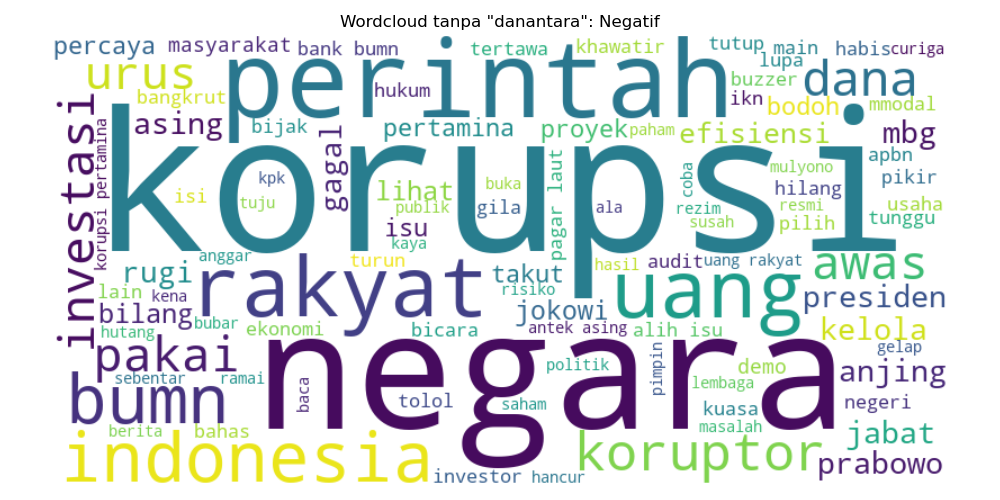 Wordcloud tanpa "danantara": Negatif
percaya masyarakat bank bumn tertawa khawatir tutup main habis curiga
urus perintah lupa dana
bangkrut hukum buzzer ikn bodoh mmodal
asing bijak gagal pertamina proyek paham efisiensi mbg
investasi korupsi pertamina korupsi apbn
isi kpk tuju lihat buka publik gila ala pagar laut coba mulyono hilang pikir
isu kaya rezim susah resmi pilih usaha tunggu
anggar turun hasil audit uang rakyat
rugi rakyat takut risiko uang awas
lain kena jokowi presiden
bilang bubar
hutang ekonomi bicara antek asing alih isu kelola
pakai negara gelap
sebentar ramai politik pimpin demo anjing
bumn baca tolol saham lembaga kuasa negeri
berita bahas masalah jabat
indonesia investor hancur koruptor prabowo